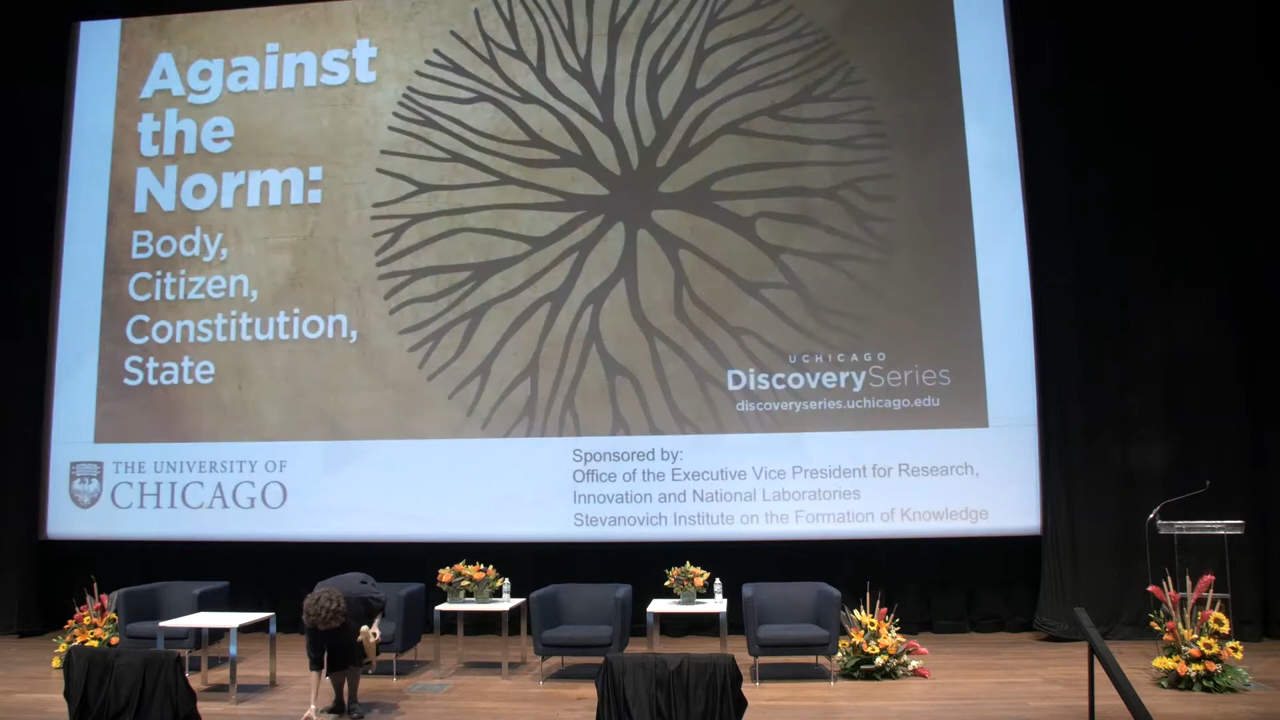 Against
the
Norm:
Body,
Citizen,
Constitution,
State
UCHICAGO
DiscoverySeries
discoveryseries.uchicago.edu
THE UNIVERSITY OF
CHICAGO
Sponsored by:
Office of the Executive Vice President for Research,
Innovation and National Laboratories
Stevanovich Institute on the Formation of Knowledge